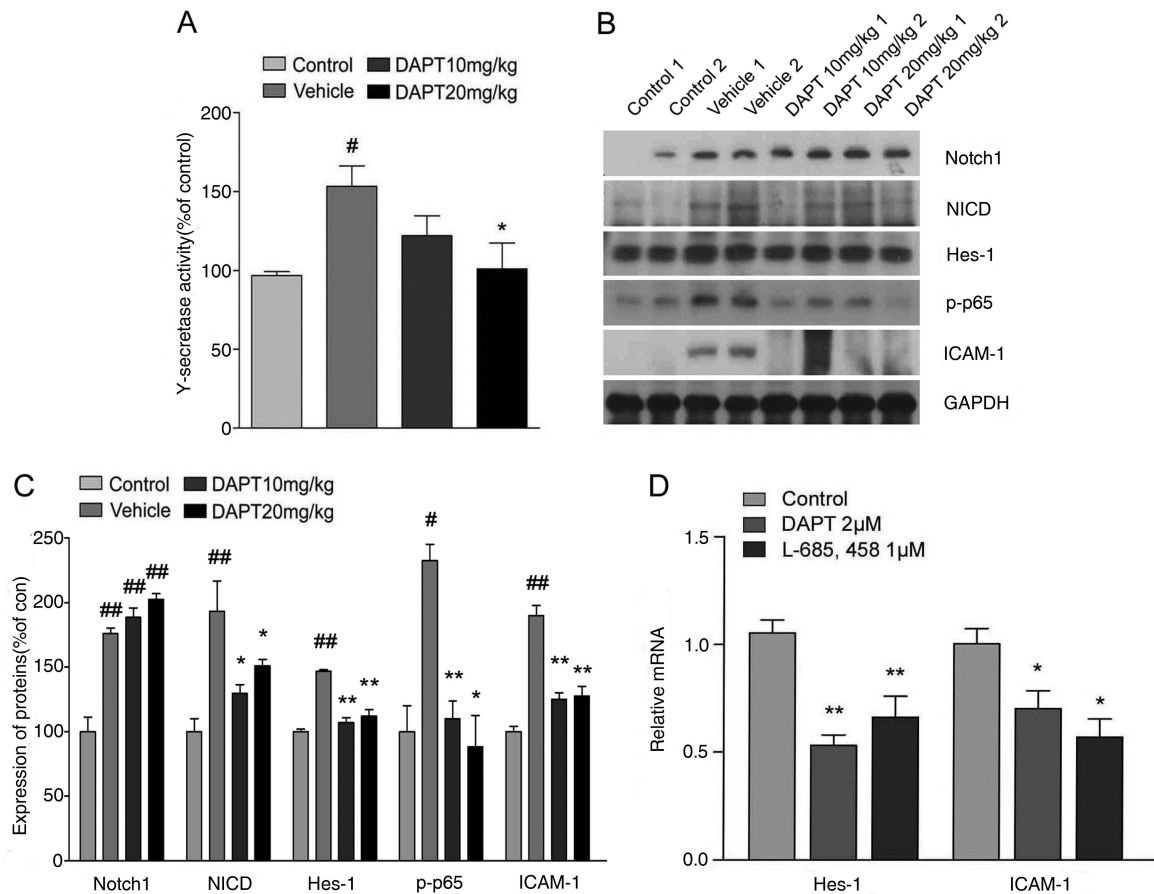 A
Control
DAPT10mg/kg
Vehicle
DAPT20mg/kg
Y-secretase activity(%of control)
200
150
100
50
0
#
*
B
Control 1
Control 2
Vehicle 1
Vehicle 2
DAPT 10mg/kg 1
DAPT 10mg/kg 2
DAPT 20mg/kg 1
DAPT 20mg/kg 2
Notch1
NICD
Hes-1
p-p65
ICAM-1
GAPDH
C
Control
DAPT10mg/kg
Vehicle
DAPT20mg/kg
Expression of proteins(%of con)
250
200
150
100
50
0
## ## ##
## * *
## ** **
# ** *
## ** **
Notch1 NICD Hes-1 p-p65 ICAM-1
D
Control
DAPT 2μM
L-685, 458 1μM
Relative mRNA
1.5
1.0
0.5
0.0
** **
* *
Hes-1 ICAM-1